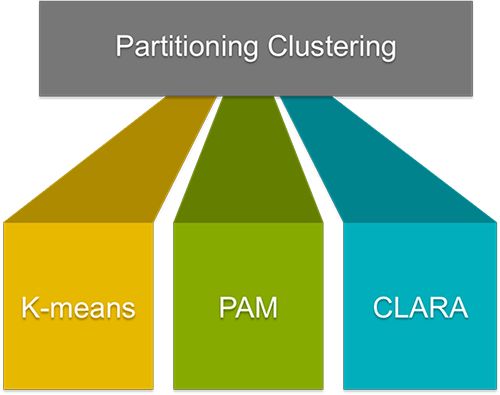 Partitioning Clustering
K-means
PAM
CLARA